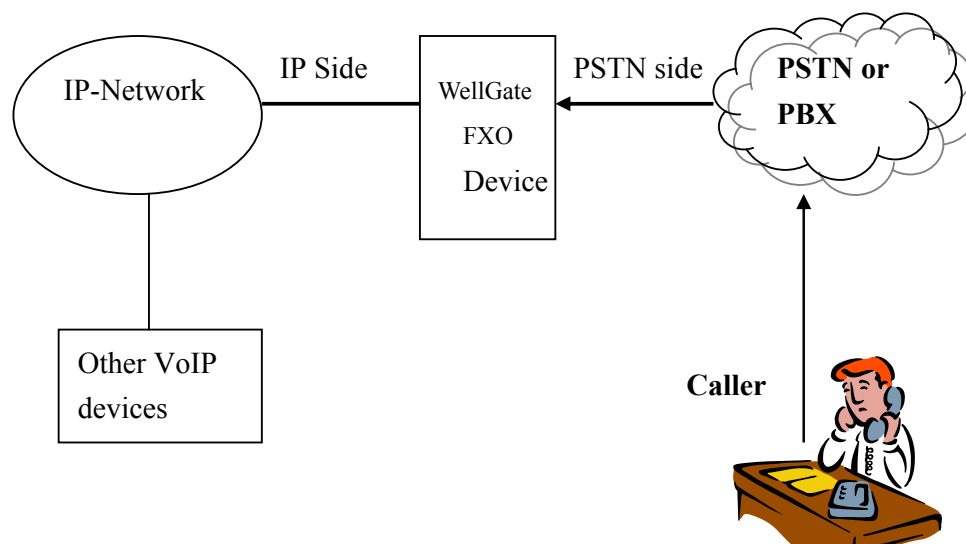 IP-Network
IP Side
WellGate
FXO
Device
PSTN side
PSTN or
PBX
Other VoIP
devices
Caller